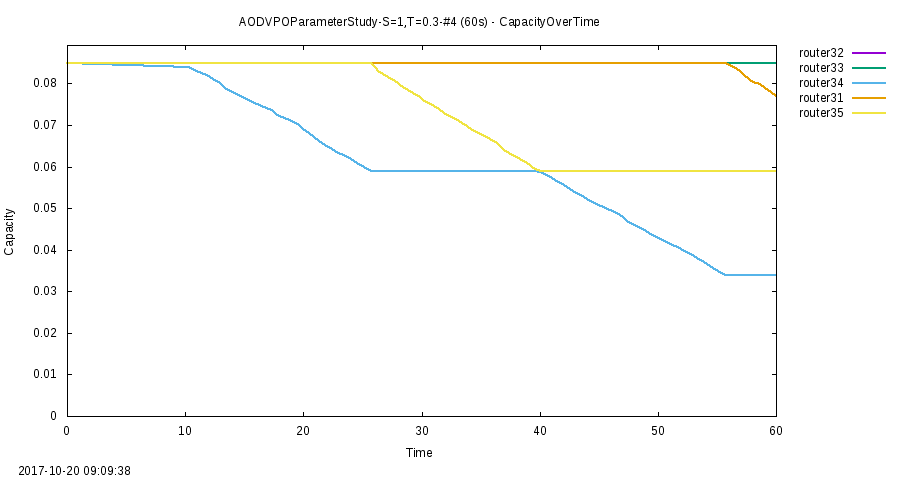 AODVPOParameterStudy-S=1,T=0.3-#4 (60s) - CapacityOverTime
router32
router33
router34
router31
router35
0.08
0.07
0.06
0.05
0.04
0.03
0.02
0.01
0
Capacity
0 10 20 30 40 50 60
Time
2017-10-20 09:09:38